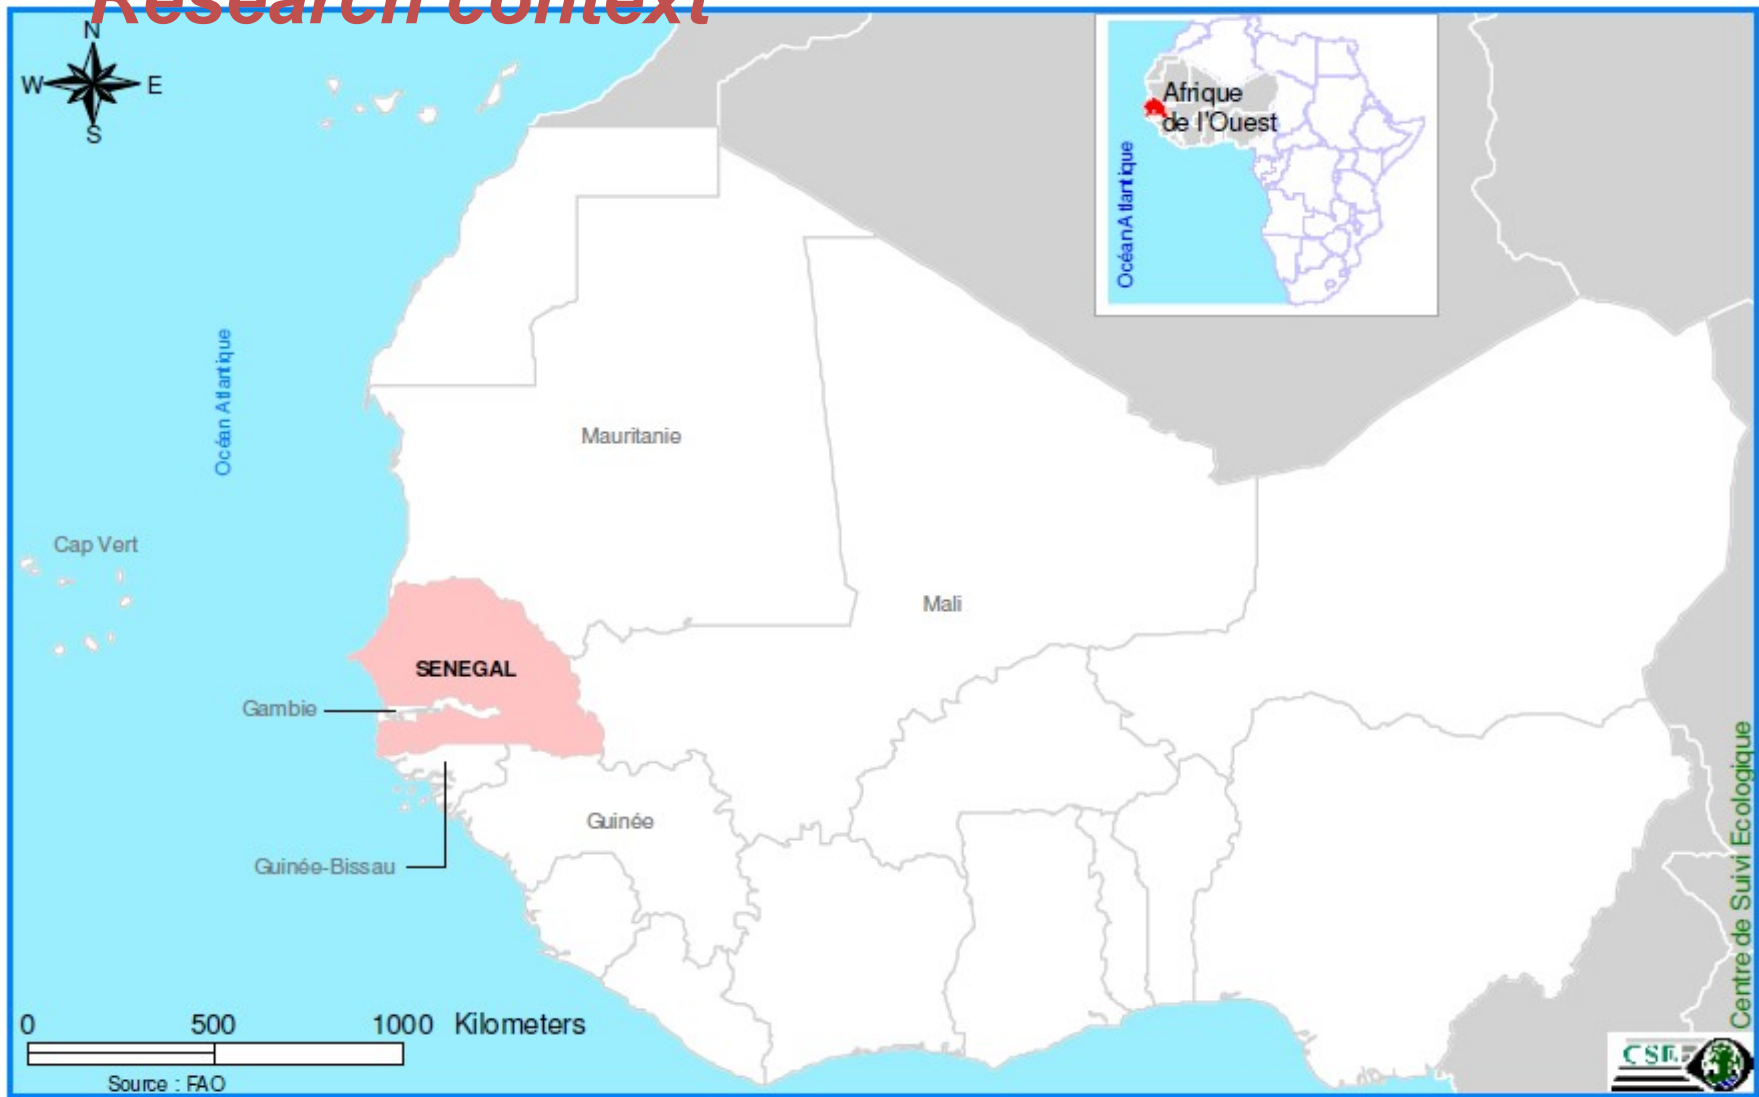 Research context
N
W E
S
Afrique
de l'Ouest
Océan Atlantique
Océan Atlantique
Mauritanie
Cap Vert
Mali
SENEGAL
Gambie
Guinée
Guinée-Bissau
Centre de Suivi Ecologique
0 500 1000 Kilometers
Source : FAO
CSE